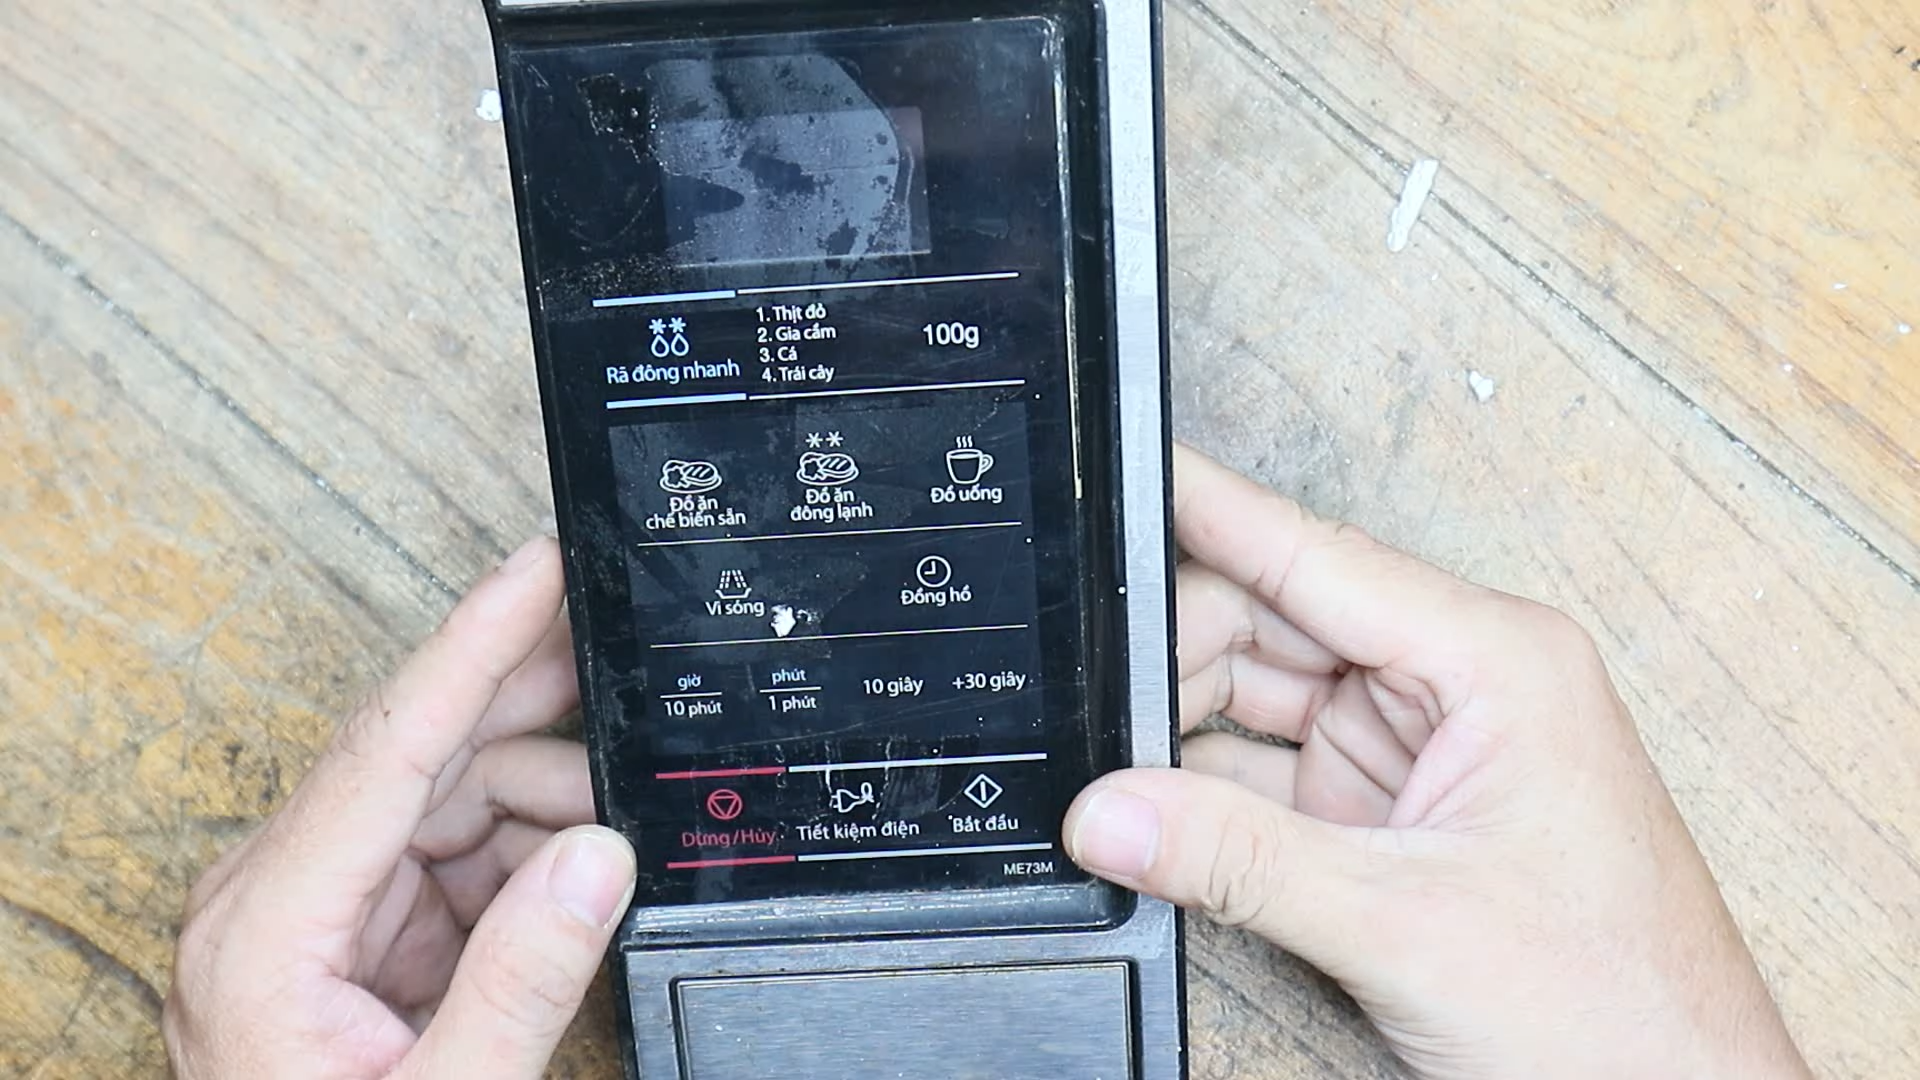 1. Thịt đỏ
2. Gia cầm
3. Cá
4. Trái cây
100g
Rã đông nhanh
Đồ ăn
chế biến sẵn
Đồ ăn
đông lạnh
Đồ uống
Vi sóng
Đồng hồ
giờ
10 phút
phút
1 phút
10 giây
+30 giây
Dừng/Hủy
Tiết kiệm điện
Bắt đầu
ME73M